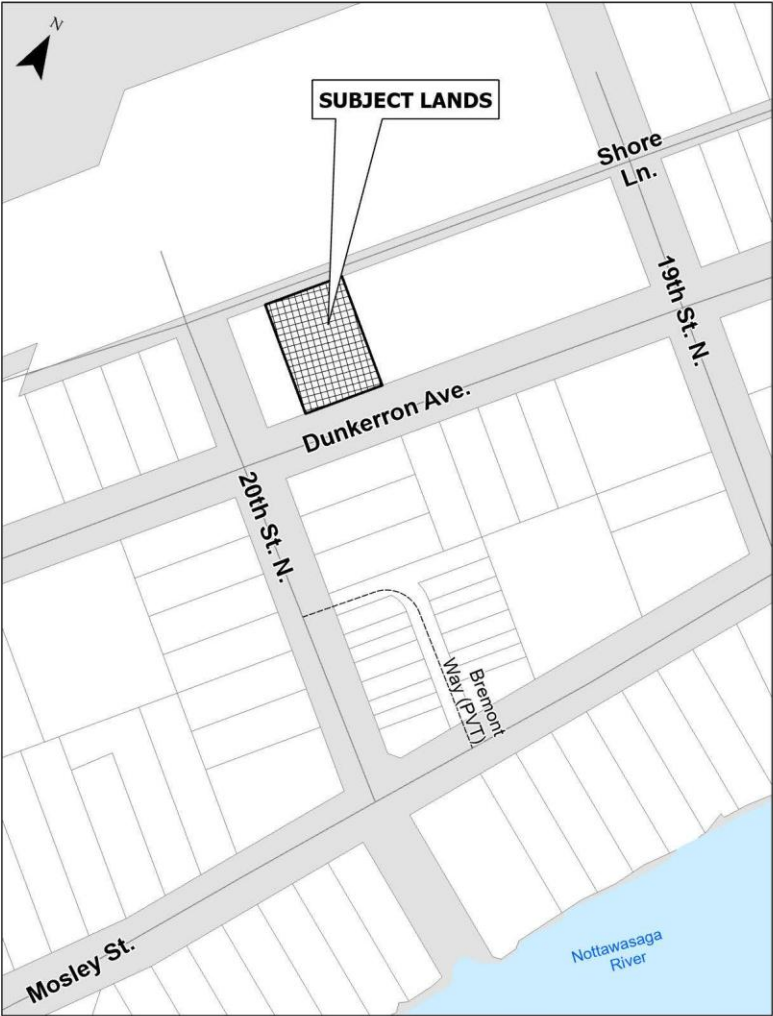 N
SUBJECT LANDS
Shore
Ln.
19th St. N.
Dunkerron Ave.
20th St. N.
Bremont
Way (PVT)
Nottawasaga
River
Mosley St.